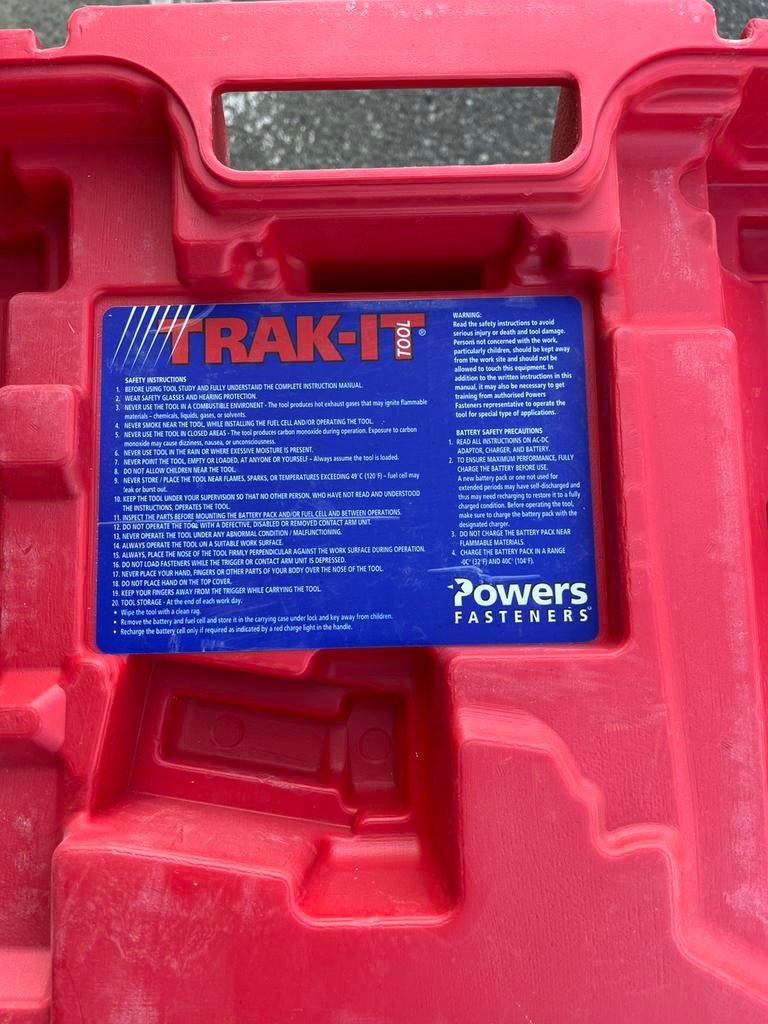 TRAK-IT TOOL®
SAFETY INSTRUCTIONS
1. BEFORE USING TOOL STUDY AND FULLY UNDERSTAND THE COMPLETE INSTRUCTION MANUAL.
2. WEAR SAFETY GLASSES AND HEARING PROTECTION.
3. NEVER USE THE TOOL IN A COMBUSTIBLE ENVIRONENT - The tool produces hot exhaust gases that may ignite flammable
materials – chemicals, liquids, gases, or solvents.
4. NEVER SMOKE NEAR THE TOOL, WHILE INSTALLING THE FUEL CELL AND/OR OPERATING THE TOOL.
5. NEVER USE TOOL IN CLOSED AREAS - The tool produces carbon monoxide during operation. Exposure to carbon
monoxide may cause dizziness, nausea, or unconsciousness.
6. NEVER USE TOOL IN THE RAIN OR WHERE EXESSIVE MOISTURE IS PRESENT.
7. NEVER POINT THE TOOL, EMPTY OR LOADED, AT ANYONE OR YOURSELF – Always assume the tool is loaded.
8. DO NOT ALLOW CHILDREN NEAR THE TOOL.
9. NEVER STORE / PLACE THE TOOL NEAR FLAMES, SPARKS, OR TEMPERATURES EXCEEDING 49°C (120°F) – fuel cell may
leak or burst out.
10. KEEP THE TOOL UNDER YOUR SUPERVISION SO THAT NO OTHER PERSON, WHO HAVE NOT READ AND UNDERSTOOD
THE INSTRUCTIONS, OPERATES THE TOOL.
11. INSPECT THE PARTS BEFORE MOUNTING THE BATTERY PACK AND/OR FUEL CELL AND BETWEEN OPERATIONS.
12. DO NOT OPERATE THE TOOL WITH A DEFECTIVE, DISABLED OR REMOVED CONTACT ARM UNIT.
13. NEVER OPERATE THE TOOL UNDER ANY ABNORMAL CONDITION / MALFUNCTIONING.
14. ALWAYS OPERATE THE TOOL ON A SUITABLE WORK SURFACE.
15. ALWAYS PLACE THE NOSE OF THE TOOL FIRMLY PERPENDICULAR AGAINST THE WORK SURFACE DURING OPERATION.
16. DO NOT LOAD FASTENERS WHILE THE TRIGGER OR CONTACT ARM UNIT IS DEPRESSED.
17. NEVER PLACE YOUR HAND, FINGERS OR OTHER PARTS OF YOUR BODY OVER THE NOSE OF THE TOOL.
18. DO NOT PLACE HAND ON THE TOP COVER.
19. KEEP YOUR FINGERS AWAY FROM THE TRIGGER WHILE CARRYING THE TOOL.
20. TOOL STORAGE - At the end of each work day.
• Wipe the tool with a clean rag.
• Remove the battery and fuel cell and store it in the carrying case under lock and key away from children.
• Recharge the battery cell only if required as indicated by a red charge light in the handle.
WARNING:
Read the safety instructions to avoid
serious injury or death and tool damage.
Persons not concerned with the work,
particularly children, should be kept away
from the work site and should not be
allowed to touch this equipment. In
addition to the written instructions in this
manual, it may also be necessary to get
training from authorised Powers
Fasteners representative to operate the
tool for special type of applications.
BATTERY SAFETY PRECAUTIONS
1. READ ALL INSTRUCTIONS ON AC-DC
ADAPTOR, CHARGER, AND BATTERY.
2. TO ENSURE MAXIMUM PERFORMANCE, FULLY
CHARGE THE BATTERY BEFORE USE.
A new battery pack or one not used for
extended periods may have self-discharged and
thus may need recharging to restore it to a fully
charged condition. Before operating the tool,
make sure to charge the battery pack with the
designated charger.
3. DO NOT CHARGE THE BATTERY PACK NEAR
FLAMMABLE MATERIALS.
4. CHARGE THE BATTERY PACK IN A RANGE
-0C° (32°F) AND 40C° (104°F).
Powers
FASTENERS